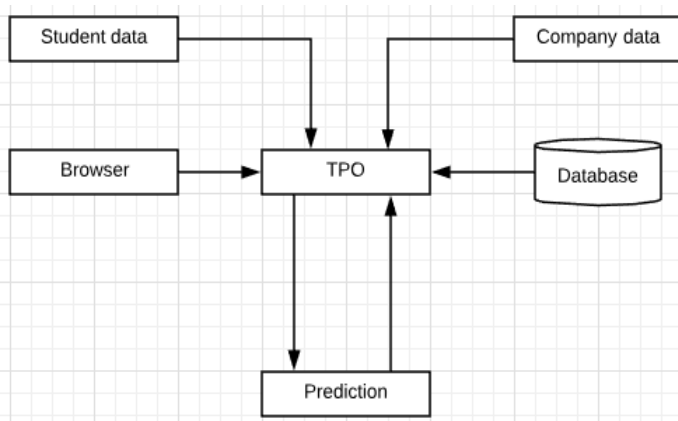 Student data
Company data
Browser
TPO
Database
Prediction